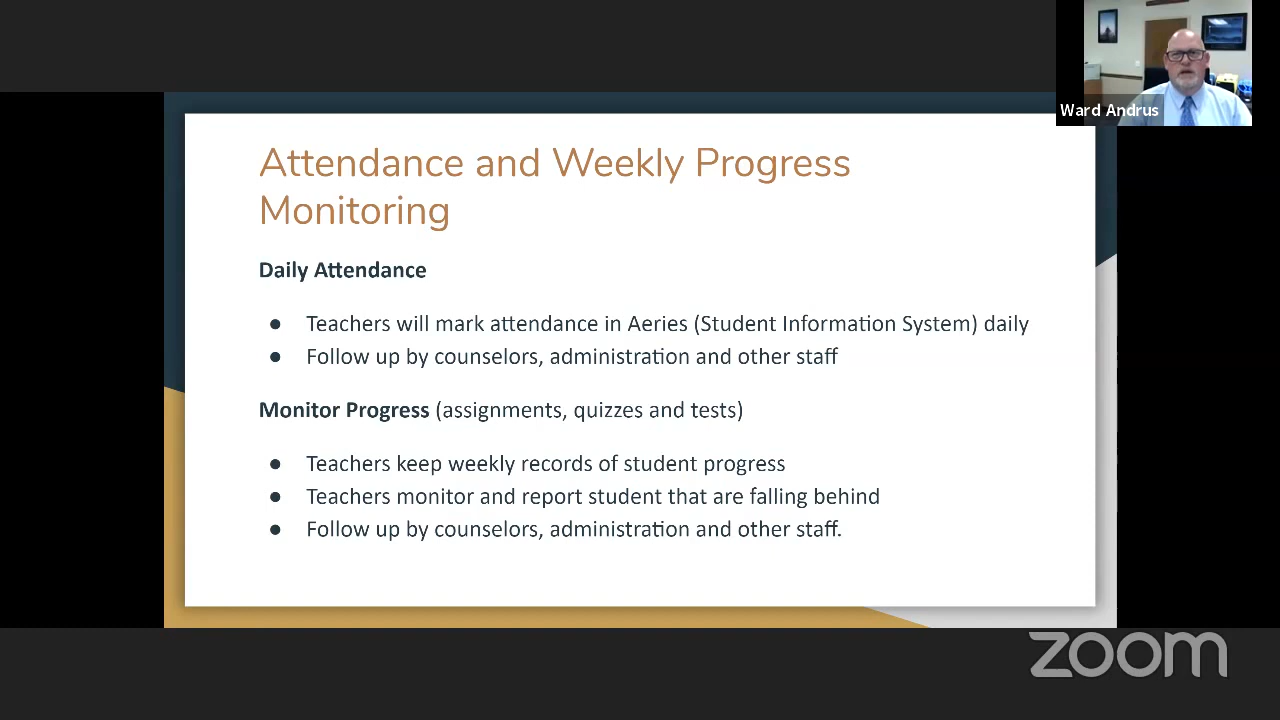 Ward Andrus
Attendance and Weekly Progress
Monitoring
Daily Attendance
● Teachers will mark attendance in Aeries (Student Information System) daily
● Follow up by counselors, administration and other staff
Monitor Progress (assignments, quizzes and tests)
● Teachers keep weekly records of student progress
● Teachers monitor and report student that are falling behind
● Follow up by counselors, administration and other staff.
zoom